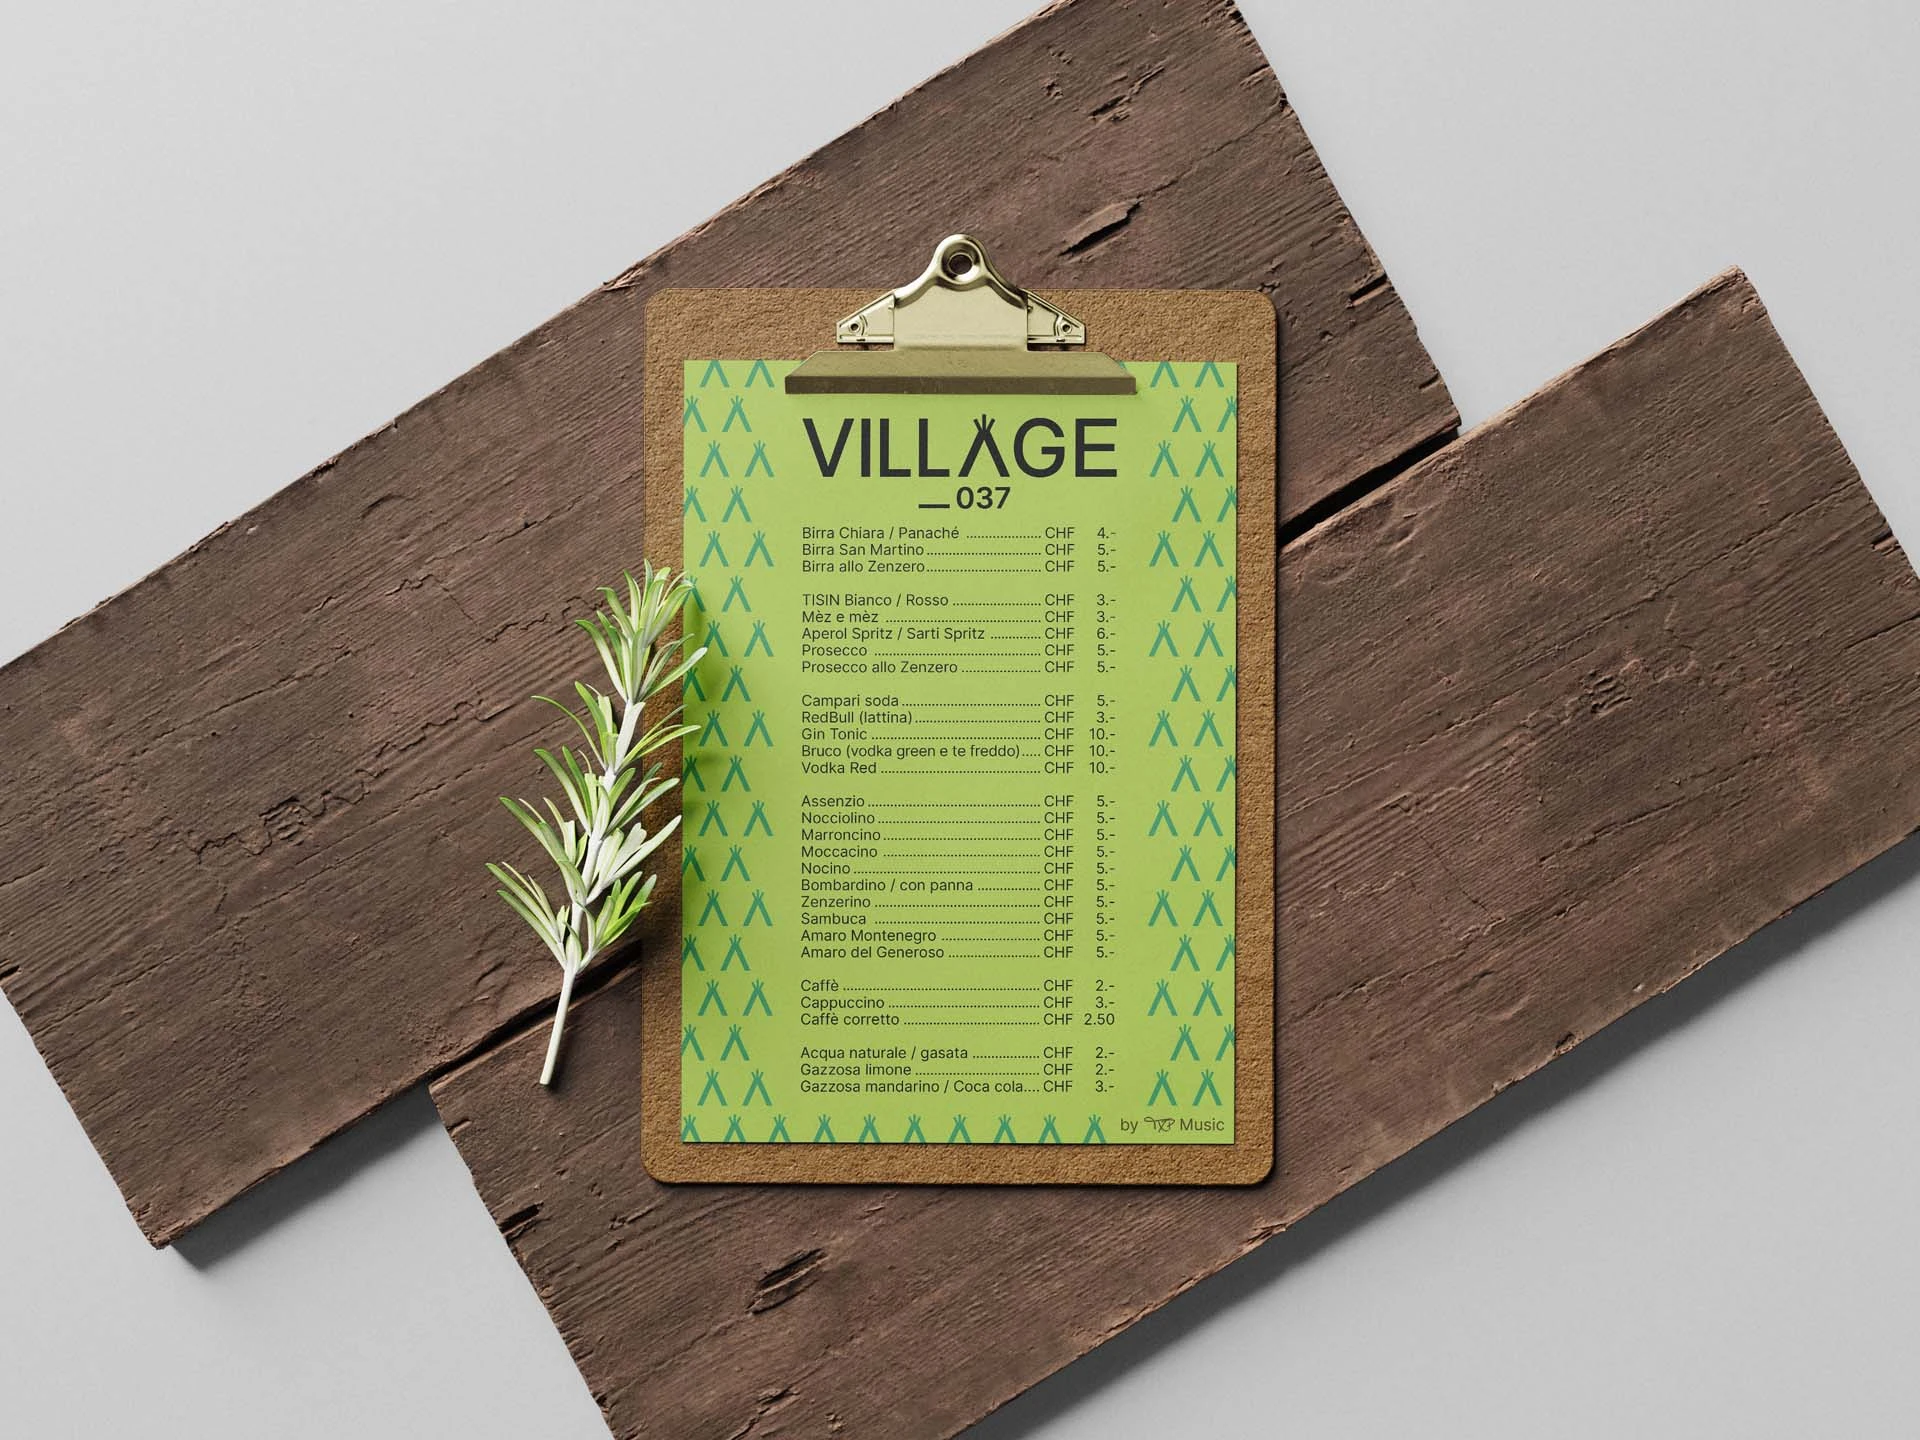 VILLAGE
_037
Birra Chiara / Panaché ........ CHF 4.-
Birra San Martino ........ CHF 5.-
Birra allo Zenzero ........ CHF 5.-
TISIN Bianco / Rosso ........ CHF 3.-
Mèz e mèz ........ CHF 3.-
Aperol Spritz / Sarti Spritz ........ CHF 6.-
Prosecco ........ CHF 5.-
Prosecco allo Zenzero ........ CHF 5.-
Campari soda ........ CHF 5.-
RedBull (lattina) ........ CHF 3.-
Gin Tonic ........ CHF 10.-
Bruco (vodka green e te freddo) .... CHF 10.-
Vodka Red ........ CHF 10.-
Assenzio ........ CHF 5.-
Nocciolino ........ CHF 5.-
Marroncino ........ CHF 5.-
Moccacino ........ CHF 5.-
Nocino ........ CHF 5.-
Bombardino / con panna ........ CHF 5.-
Zenzerino ........ CHF 5.-
Sambuca ........ CHF 5.-
Amaro Montenegro ........ CHF 5.-
Amaro del Generoso ........ CHF 5.-
Caffè ........ CHF 2.-
Cappuccino ........ CHF 3.-
Caffè corretto ........ CHF 2.50
Acqua naturale / gasata ........ CHF 2.-
Gazzosa limone ........ CHF 2.-
Gazzosa mandarino / Coca cola .... CHF 3.-
by Music